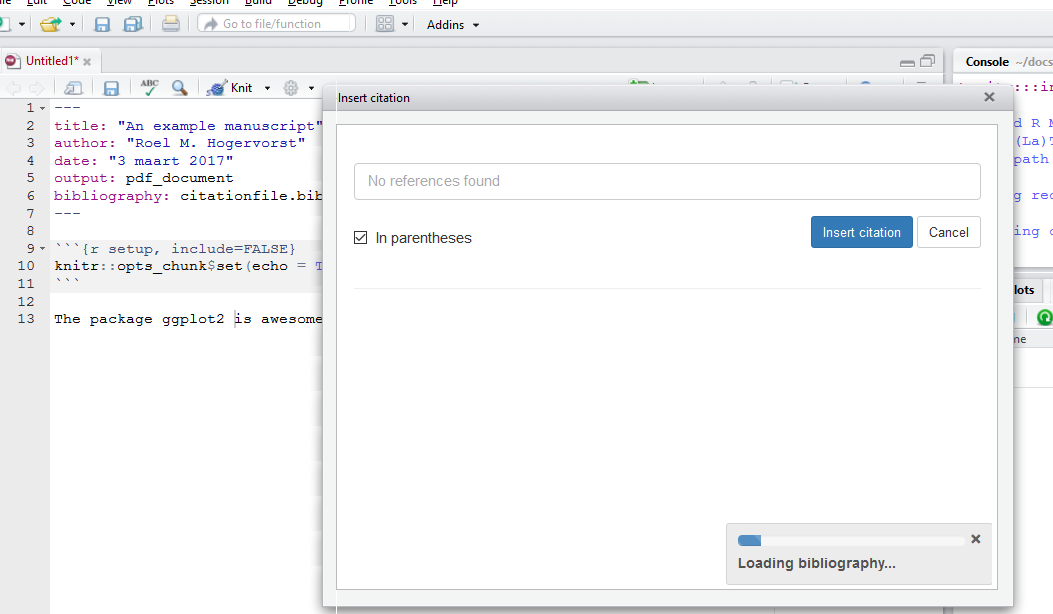 Edit Code View Plots Session Build Debug Profile Tools Help
Go to file/function
Addins
Untitled1*
Console ~/docs
ABC
Knit
Insert citation
1 ---
2 title: "An example manuscript"
3 author: "Roel M. Hogervorst"
4 date: "3 maart 2017"
5 output: pdf_document
6 bibliography: citationfile.bib
7 ---
8
9 ```{r setup, include=FALSE}
10 knitr::opts_chunk$set(echo = T
11 ```
12
13 The package ggplot2 is awesome
No references found
In parentheses
Insert citation
Cancel
Loading bibliography...
:::in
d R M
(La)T
path
g rec
ing c
lots
me